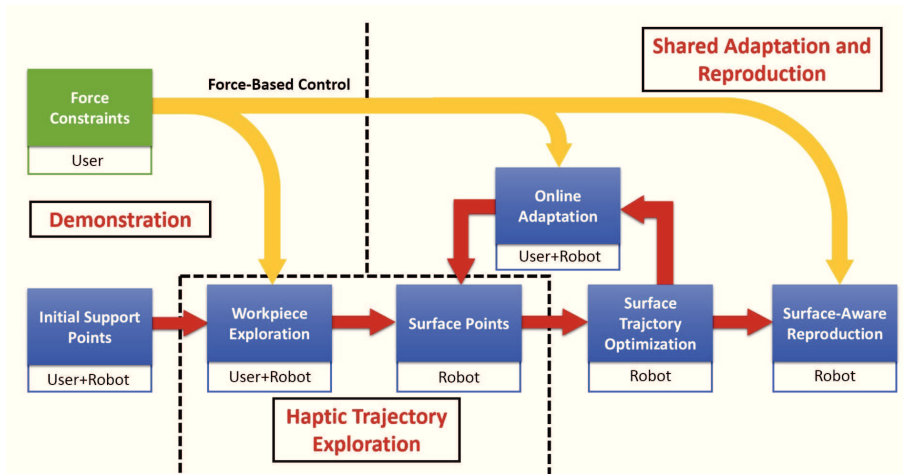 Shared Adaptation and
Reproduction
Force-Based Control
Force
Constraints
User
Demonstration
Online
Adaptation
User+Robot
Initial Support
Points
User+Robot
Workpiece
Exploration
User+Robot
Surface Points
Robot
Surface
Trajctory
Optimization
Robot
Surface-Aware
Reproduction
Robot
Haptic Trajectory
Exploration